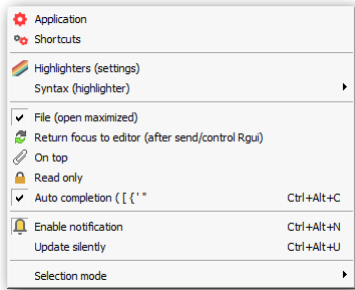 Application
Shortcuts
Highlighters (settings)
Syntax (highlighter)
File (open maximized)
Return focus to editor (after send/control Rgui)
On top
Read only
Auto completion ( [ { ' " Ctrl+Alt+C
Enable notification Ctrl+Alt+N
Update silently Ctrl+Alt+U
Selection mode